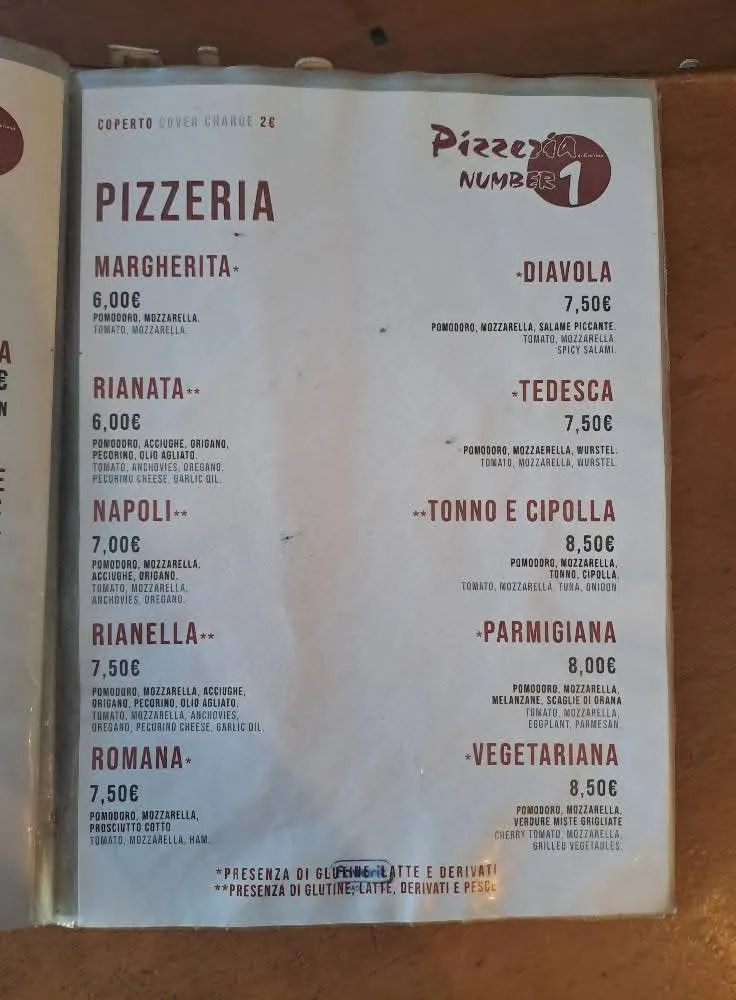 COPERTO COVER CHARGE 2€
Pizzeria
NUMBER 1
PIZZERIA
MARGHERITA*
6,00€
POMODORO, MOZZARELLA.
TOMATO, MOZZARELLA.
RIANATA**
6,00€
POMODORO, ACCIUGHE, ORIGANO,
PECORINO, OLIO AGLIATO.
TOMATO, ANCHOVIES, OREGANO,
PECORINO CHEESE, GARLIC OIL.
NAPOLI**
7,00€
POMODORO, MOZZARELLA,
ACCIUGHE, ORIGANO.
TOMATO, MOZZARELLA,
ANCHOVIES, OREGANO.
RIANELLA**
7,50€
POMODORO, MOZZARELLA, ACCIUGHE,
ORIGANO, PECORINO, OLIO AGLIATO.
TOMATO, MOZZARELLA, ANCHOVIES,
OREGANO, PECORINO CHEESE, GARLIC OIL.
ROMANA*
7,50€
POMODORO, MOZZARELLA,
PROSCIUTTO COTTO
TOMATO, MOZZARELLA, HAM.
*DIAVOLA
7,50€
POMODORO, MOZZARELLA, SALAME PICCANTE.
TOMATO, MOZZARELLA
SPICY SALAMI.
*TEDESCA
7,50€
POMODORO, MOZZAERELLA, WURSTEL.
TOMATO, MOZZARELLA, WURSTEL.
**TONNO E CIPOLLA
8,50€
POMODORO, MOZZARELLA,
TONNO, CIPOLLA.
TOMATO, MOZZARELLA, TUNA, ONIOON
*PARMIGIANA
8,00€
POMODORO, MOZZARELLA,
MELANZANE, SCAGLIE DI GRANA
TOMATO, MOZZARELLA,
EGGPLANT, PARMESAN.
*VEGETARIANA
8,50€
POMODORO, MOZZARELLA,
VERDURE MISTE GRIGLIATE
CHERRY TOMATO, MOZZARELLA,
GRILLED VEGETABLES.
*PRESENZA DI GLUTINE, LATTE E DERIVATI
**PRESENZA DI GLUTINE, LATTE, DERIVATI E PESCE